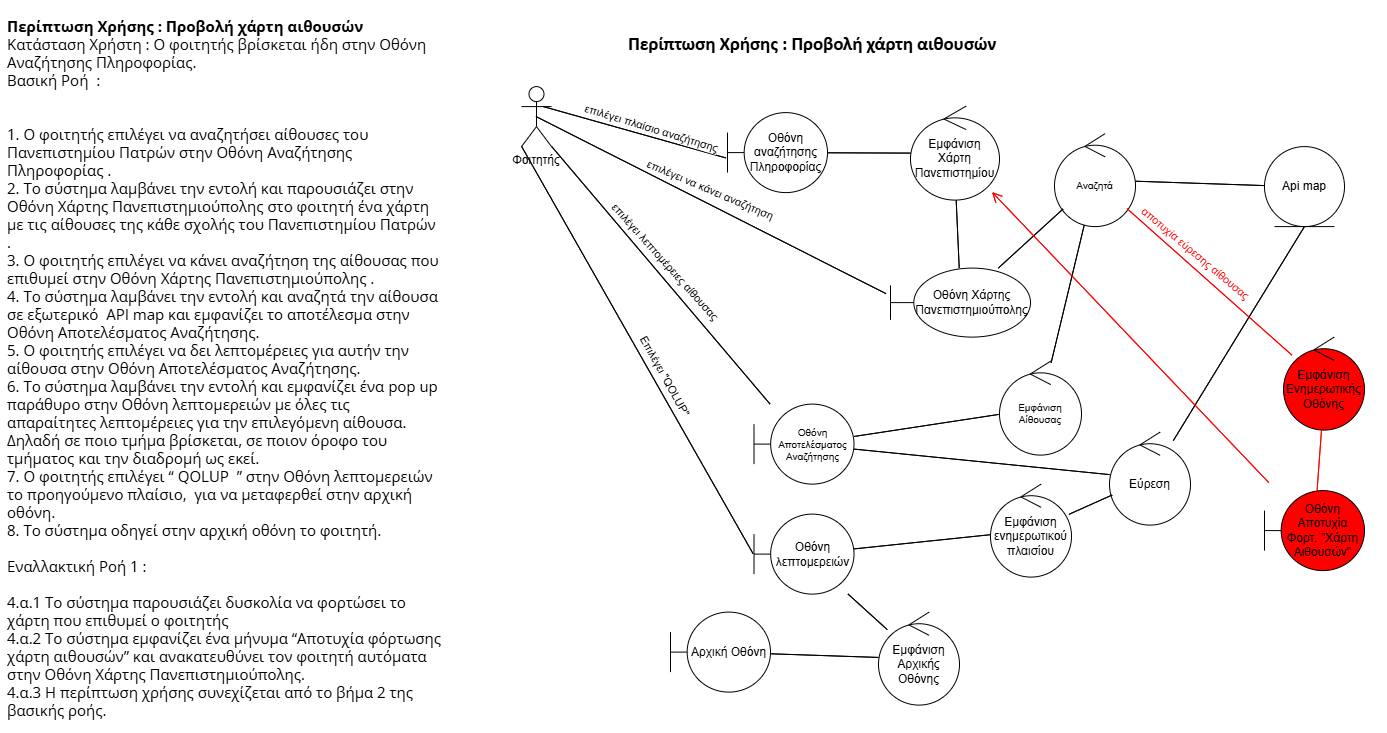 Περίπτωση Χρήσης : Προβολή χάρτη αιθουσών
Κατάσταση Χρήστη : Ο φοιτητής βρίσκεται ήδη στην Οθόνη
Αναζήτησης Πληροφορίας.
Βασική Ροή  :
1. Ο φοιτητής επιλέγει να αναζητήσει αίθουσες του
Πανεπιστημίου Πατρών στην Οθόνη Αναζήτησης
Πληροφορίας .
2. Το σύστημα λαμβάνει την εντολή και παρουσιάζει στην
Οθόνη Χάρτης Πανεπιστημιούπολης στο φοιτητή ένα χάρτη
με τις αίθουσες της κάθε σχολής του Πανεπιστημίου Πατρών
.
3. Ο φοιτητής επιλέγει να κάνει αναζήτηση της αίθουσας που
επιθυμεί στην Οθόνη Χάρτης Πανεπιστημιούπολης .
4. Το σύστημα λαμβάνει την εντολή και αναζητά την αίθουσα
σε εξωτερικό  API map και εμφανίζει το αποτέλεσμα στην
Οθόνη Αποτελέσματος Αναζήτησης.
5. Ο φοιτητής επιλέγει να δει λεπτομέρειες για αυτήν την
αίθουσα στην Οθόνη Αποτελέσματος Αναζήτησης.
6. Το σύστημα λαμβάνει την εντολή και εμφανίζει ένα pop up
παράθυρο στην Οθόνη λεπτομερειών με όλες τις
απαραίτητες λεπτομέρειες για την επιλεγόμενη αίθουσα.
Δηλαδή σε ποιο τμήμα βρίσκεται, σε ποιον όροφο του
τμήματος και την διαδρομή ως εκεί.
7. Ο φοιτητής επιλέγει “ QOLUP  ” στην Οθόνη λεπτομερειών
το προηγούμενο πλαίσιο,  για να μεταφερθεί στην αρχική
οθόνη.
8. Το σύστημα οδηγεί στην αρχική οθόνη το φοιτητή.
Εναλλακτική Ροή 1 :
4.α.1 Το σύστημα παρουσιάζει δυσκολία να φορτώσει το
χάρτη που επιθυμεί ο φοιτητής
4.α.2 Το σύστημα εμφανίζει ένα μήνυμα “Αποτυχία φόρτωσης
χάρτη αιθουσών” και ανακατευθύνει τον φοιτητή αυτόματα
στην Οθόνη Χάρτης Πανεπιστημιούπολης.
4.α.3 Η περίπτωση χρήσης συνεχίζεται από το βήμα 2 της
βασικής ροής.
Περίπτωση Χρήσης : Προβολή χάρτη αιθουσών
Φοιτητής
επιλέγει πλαίσιο αναζήτησης
επιλέγει να κάνει αναζήτηση
επιλέγει λεπτομέρειες αίθουσας
Επιλέγει "QOLUP"
Οθόνη
αναζήτησης
Πληροφορίας
Εμφάνιση
Χάρτη
Πανεπιστημίου
Αναζητά
Api map
αποτυχία εύρεσης αίθουσας
Οθόνη Χάρτης
Πανεπιστημιούπολης
Εμφάνιση
Ενημερωτικής
Οθόνης
Εμφάνιση
Αίθουσας
Οθόνη
Αποτελέσματος
Αναζήτησης
Εύρεση
Οθόνη
Αποτυχία
Φορτ. "Χάρτη
Αιθουσών"
Εμφάνιση
ενημερωτικού
πλαισίου
Οθόνη
λεπτομερειών
Αρχική Οθόνη
Εμφάνιση
Αρχικής
Οθόνης